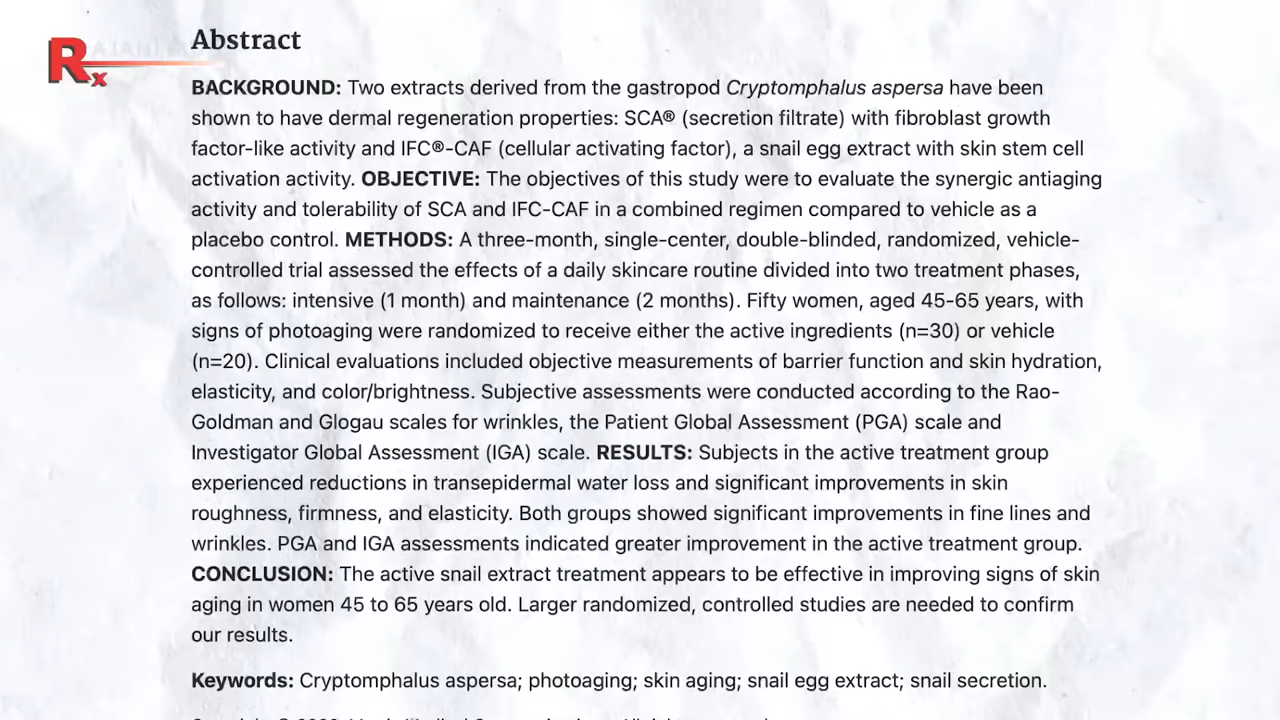 Rx
Abstract
BACKGROUND: Two extracts derived from the gastropod Cryptomphalus aspersa have been
shown to have dermal regeneration properties: SCA® (secretion filtrate) with fibroblast growth
factor-like activity and IFC®-CAF (cellular activating factor), a snail egg extract with skin stem cell
activation activity. OBJECTIVE: The objectives of this study were to evaluate the synergic antiaging
activity and tolerability of SCA and IFC-CAF in a combined regimen compared to vehicle as a
placebo control. METHODS: A three-month, single-center, double-blinded, randomized, vehicle-
controlled trial assessed the effects of a daily skincare routine divided into two treatment phases,
as follows: intensive (1 month) and maintenance (2 months). Fifty women, aged 45-65 years, with
signs of photoaging were randomized to receive either the active ingredients (n=30) or vehicle
(n=20). Clinical evaluations included objective measurements of barrier function and skin hydration,
elasticity, and color/brightness. Subjective assessments were conducted according to the Rao-
Goldman and Glogau scales for wrinkles, the Patient Global Assessment (PGA) scale and
Investigator Global Assessment (IGA) scale. RESULTS: Subjects in the active treatment group
experienced reductions in transepidermal water loss and significant improvements in skin
roughness, firmness, and elasticity. Both groups showed significant improvements in fine lines and
wrinkles. PGA and IGA assessments indicated greater improvement in the active treatment group.
CONCLUSION: The active snail extract treatment appears to be effective in improving signs of skin
aging in women 45 to 65 years old. Larger randomized, controlled studies are needed to confirm
our results.
Keywords: Cryptomphalus aspersa; photoaging; skin aging; snail egg extract; snail secretion.